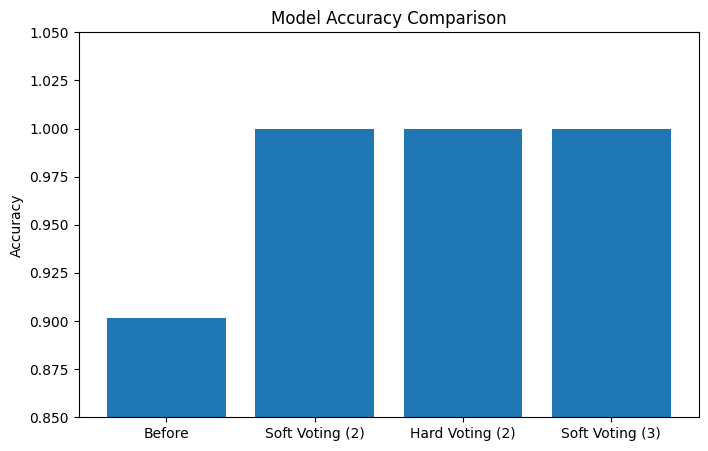 Model Accuracy Comparison
Accuracy
1.050
1.025
1.000
0.975
0.950
0.925
0.900
0.875
0.850
Before
Soft Voting (2)
Hard Voting (2)
Soft Voting (3)